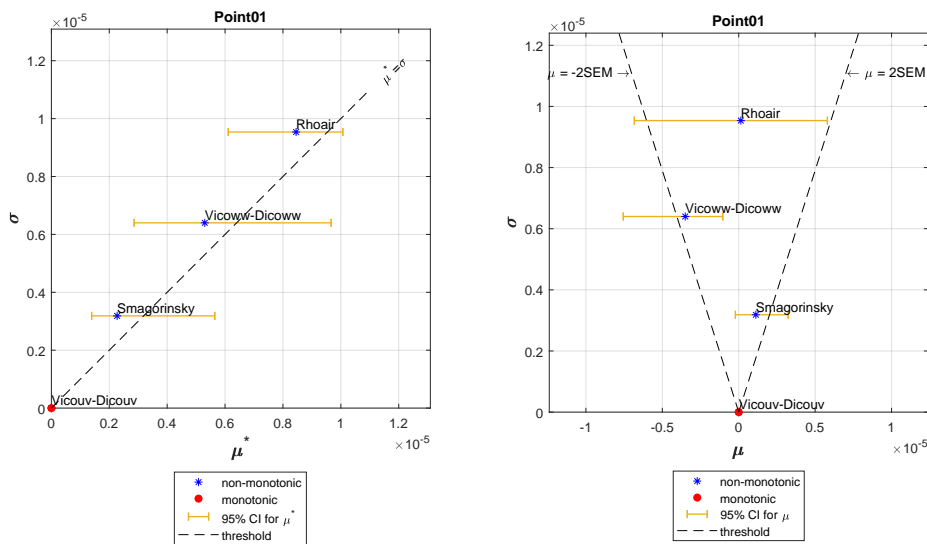 Point01
×10^-5
1.2
1
0.8
0.6
0.4
0.2
0
σ
μ* = σ
Rhoair
Vicoww-Dicoww
Smagorinsky
Vicouv-Dicouv
0 0.2 0.4 0.6 0.8 1 1.2
×10^-5
μ*
non-monotonic
monotonic
95% CI for μ*
threshold
Point01
×10^-5
1.2
1
0.8
0.6
0.4
0.2
0
σ
μ = -2SEM →
← μ = 2SEM
Rhoair
Vicoww-Dicoww
Smagorinsky
Vicouv-Dicouv
-1 -0.5 0 0.5 1
×10^-5
μ
non-monotonic
monotonic
95% CI for μ
threshold